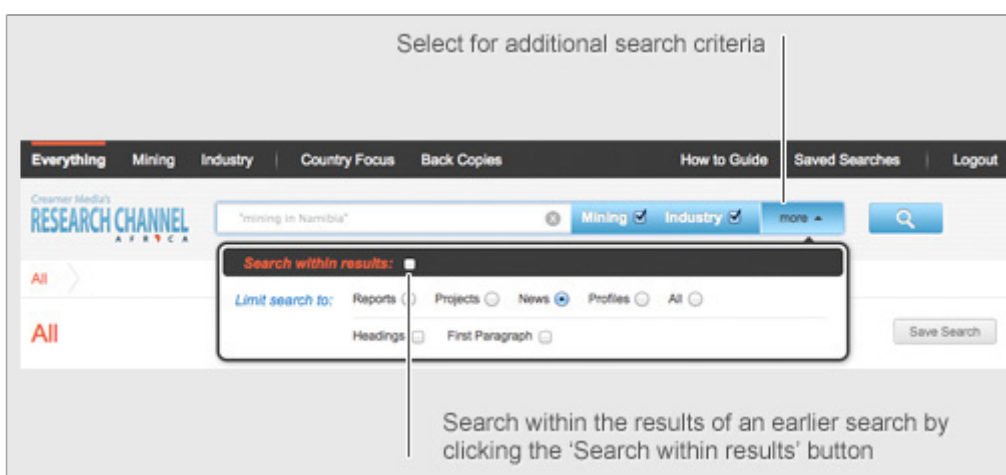 Select for additional search criteria
Everything Mining Industry Country Focus Back Copies How to Guide Saved Searches Logout
Creamer Media's
RESEARCH CHANNEL
AFRICA
"mining in Namibia" Mining Industry more
Search within results:
All
Limit search to: Reports Projects News Profiles All
All
Headings First Paragraph
Save Search
Search within the results of an earlier search by
clicking the 'Search within results' button